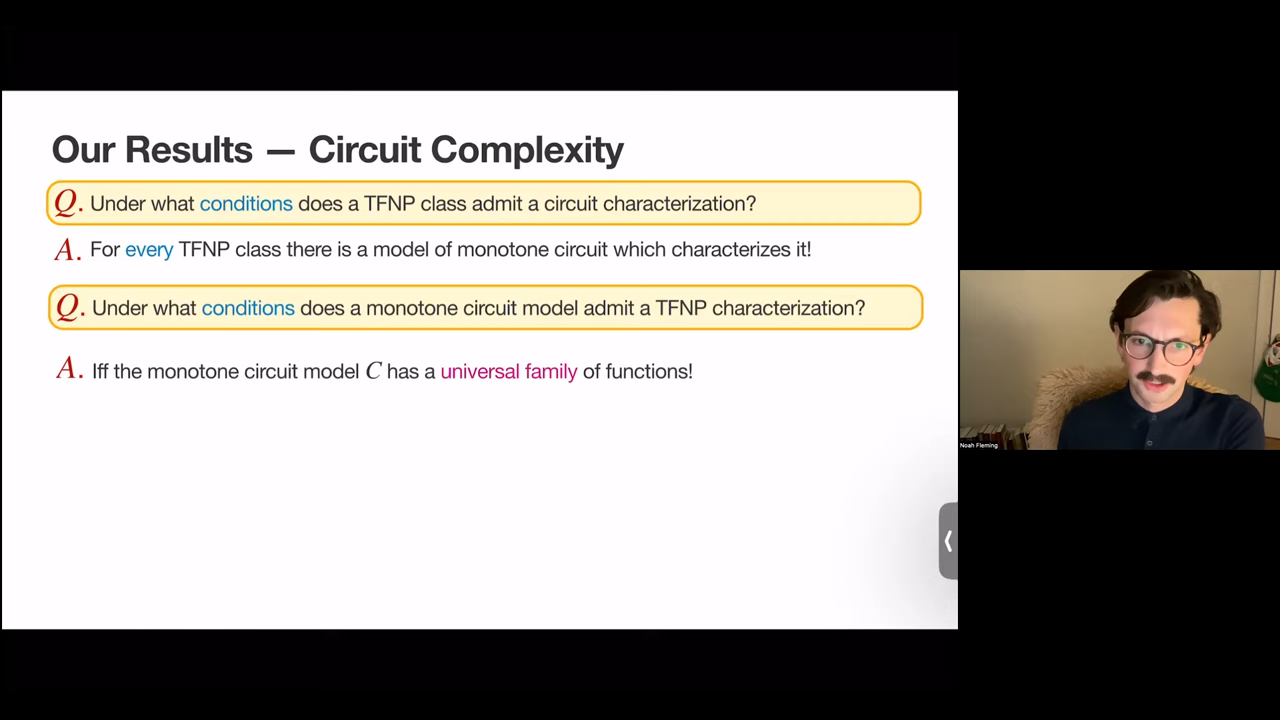 Our Results — Circuit Complexity
Q. Under what conditions does a TFNP class admit a circuit characterization?
A. For every TFNP class there is a model of monotone circuit which characterizes it!
Q. Under what conditions does a monotone circuit model admit a TFNP characterization?
A. Iff the monotone circuit model C has a universal family of functions!
Noah Fleming